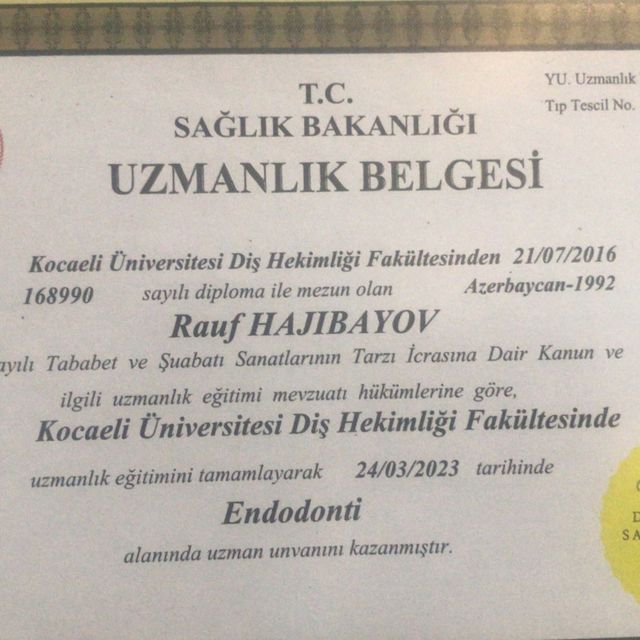 YU. Uzmanlık
Tıp Tescil No.
T.C.
SAĞLIK BAKANLIĞI
UZMANLIK BELGESİ
Kocaeli Üniversitesi Diş Hekimliği Fakültesinden 21/07/2016
168990 sayılı diploma ile mezun olan Azerbaycan-1992
Rauf HAJIBAYOV
ayılı Tababet ve Şuabatı Sanatlarının Tarzı İcrasına Dair Kanun ve
ilgili uzmanlık eğitimi mevzuatı hükümlerine göre,
Kocaeli Üniversitesi Diş Hekimliği Fakültesinde
uzmanlık eğitimini tamamlayarak 24/03/2023 tarihinde
Endodonti
alanında uzman unvanını kazanmıştır.